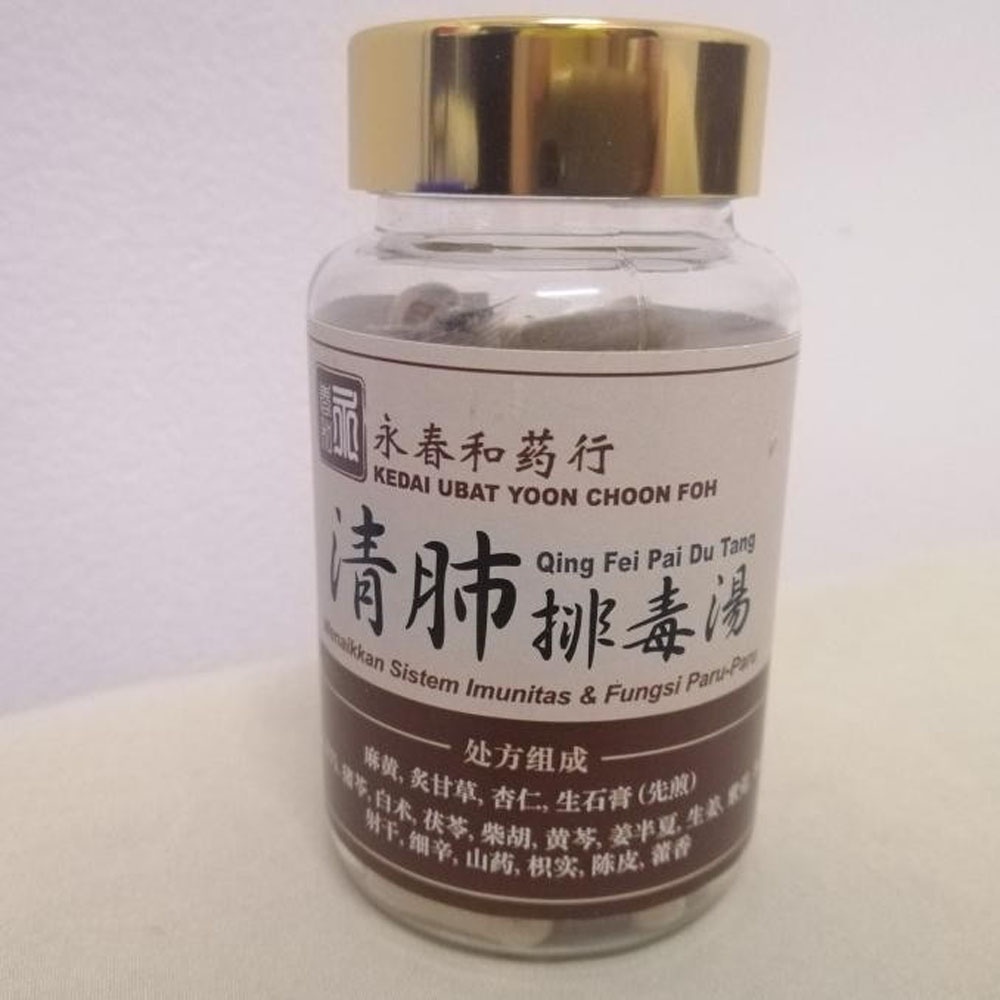 永春和药行
KEDAI UBAT YOON CHOON FOH
清肺排毒湯
Qing Fei Pai Du Tang
Menaikkan Sistem Imunitas & Fungsi Paru-Paru
处方组成
麻黄, 炙甘草, 杏仁, 生石膏(先煎)
猪苓, 白术, 茯苓, 柴胡, 黄芩, 姜半夏, 生姜,
射干, 细辛, 山药, 枳实, 陈皮, 藿香